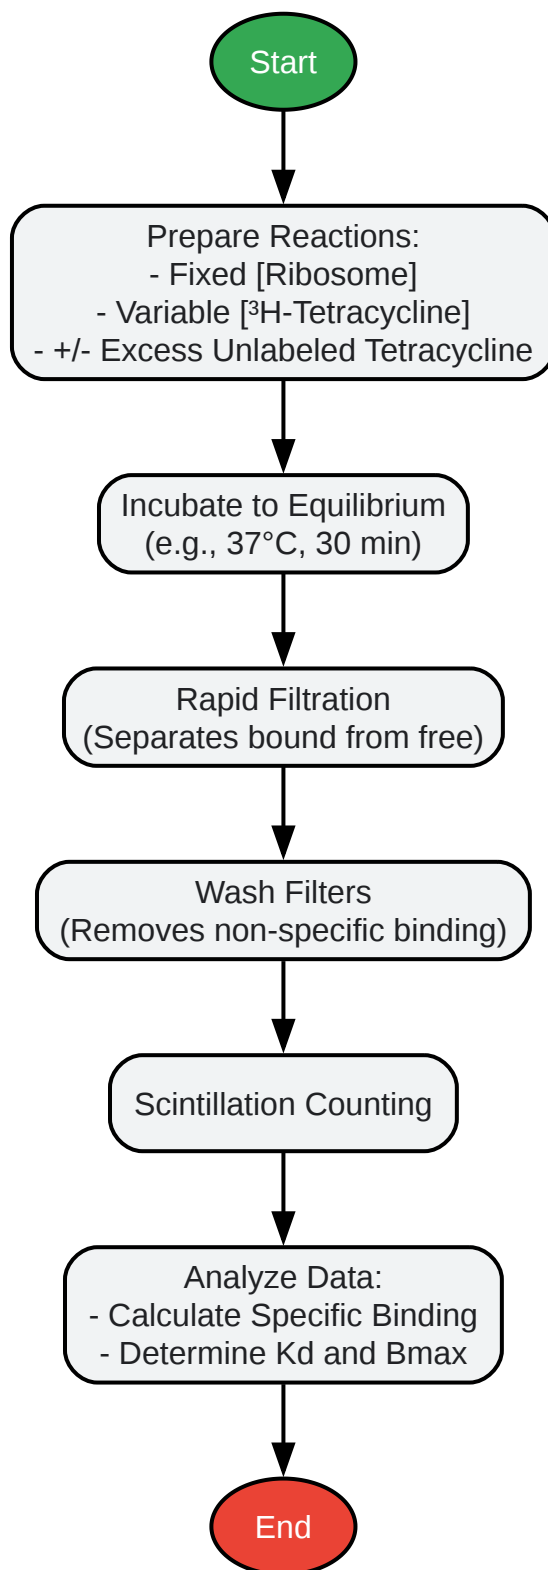 Start
Prepare Reactions:
- Fixed [Ribosome]
- Variable [³H-Tetracycline]
- +/- Excess Unlabeled Tetracycline
Incubate to Equilibrium
(e.g., 37°C, 30 min)
Rapid Filtration
(Separates bound from free)
Wash Filters
(Removes non-specific binding)
Scintillation Counting
Analyze Data:
- Calculate Specific Binding
- Determine Kd and Bmax
End